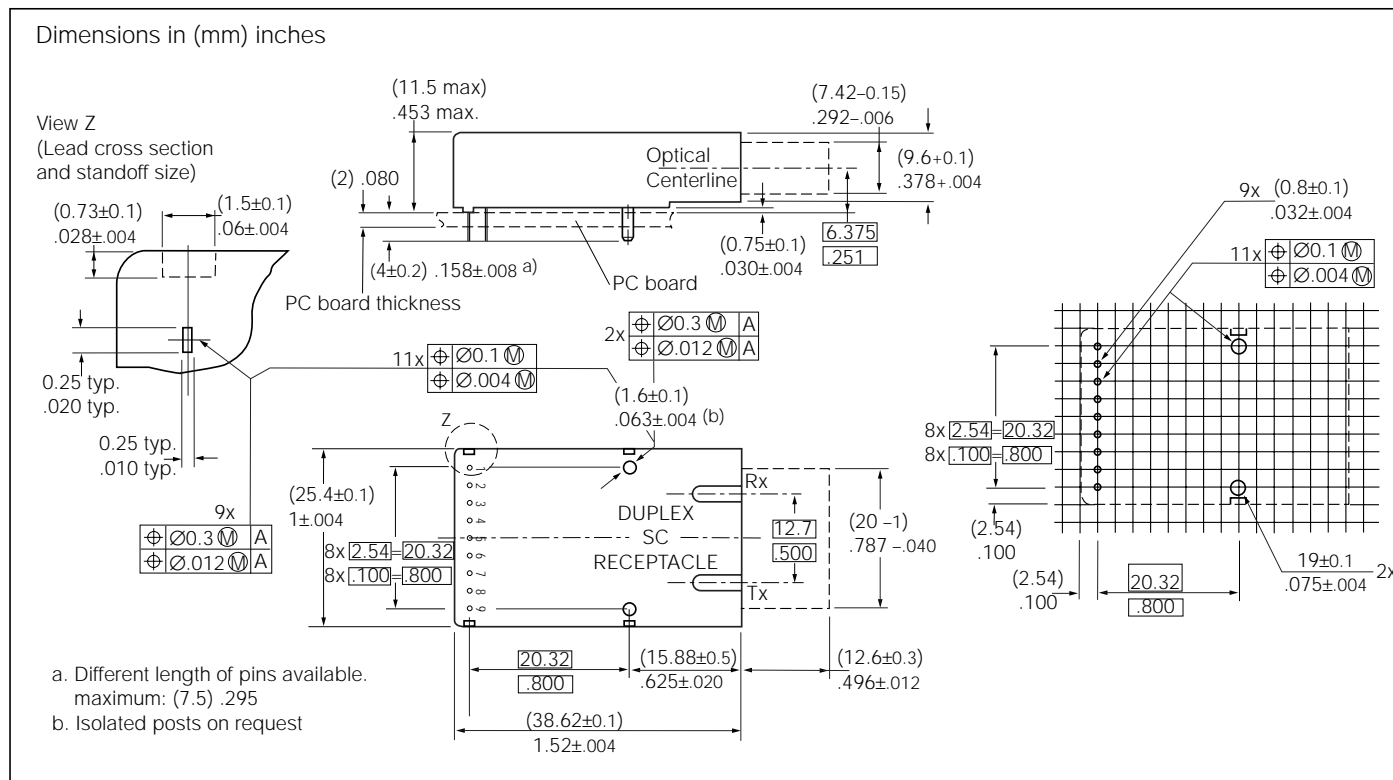 Dimensions in (mm) inches
View Z
(Lead cross section
and standoff size)
(11.5 max)
.453 max.
(7.42–0.15)
.292–.006
Optical
Centerline
(9.6+0.1)
.378+.004
(2) .080
(0.73±0.1)
.028±.004
(1.5±0.1)
.06±.004
(4±0.2) .158±.008 a)
PC board thickness
PC board
(0.75±0.1)
.030±.004
6.375
.251
9x (0.8±0.1)
.032±.004
11x ⌖ Ø0.1 Ⓜ
⌖ Ø.004 Ⓜ
2x ⌖ Ø0.3 Ⓜ A
⌖ Ø.012 Ⓜ A
11x ⌖ Ø0.1 Ⓜ
⌖ Ø.004 Ⓜ
0.25 typ.
.020 typ.
0.25 typ.
.010 typ.
9x
⌖ Ø0.3 Ⓜ A
⌖ Ø.012 Ⓜ A
(1.6±0.1)
.063±.004 (b)
Z
(25.4±0.1)
1±.004
8x 2.54=20.32
8x .100=.800
1
2
3
4
5
6
7
8
9
DUPLEX
SC
RECEPTACLE
Rx
Tx
12.7
.500
(20 –1)
.787 –.040
20.32
.800
(15.88±0.5)
.625±.020
(12.6±0.3)
.496±.012
(38.62±0.1)
1.52±.004
8x 2.54=20.32
8x .100=.800
(2.54)
.100
(2.54)
.100
20.32
.800
19±0.1
.075±.004 2x
a. Different length of pins available.
maximum: (7.5) .295
b. Isolated posts on request